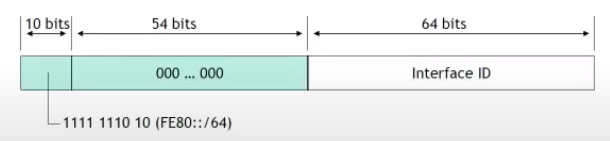 10 bits 54 bits 64 bits
000 ... 000 Interface ID
1111 1110 10 (FE80::/64)